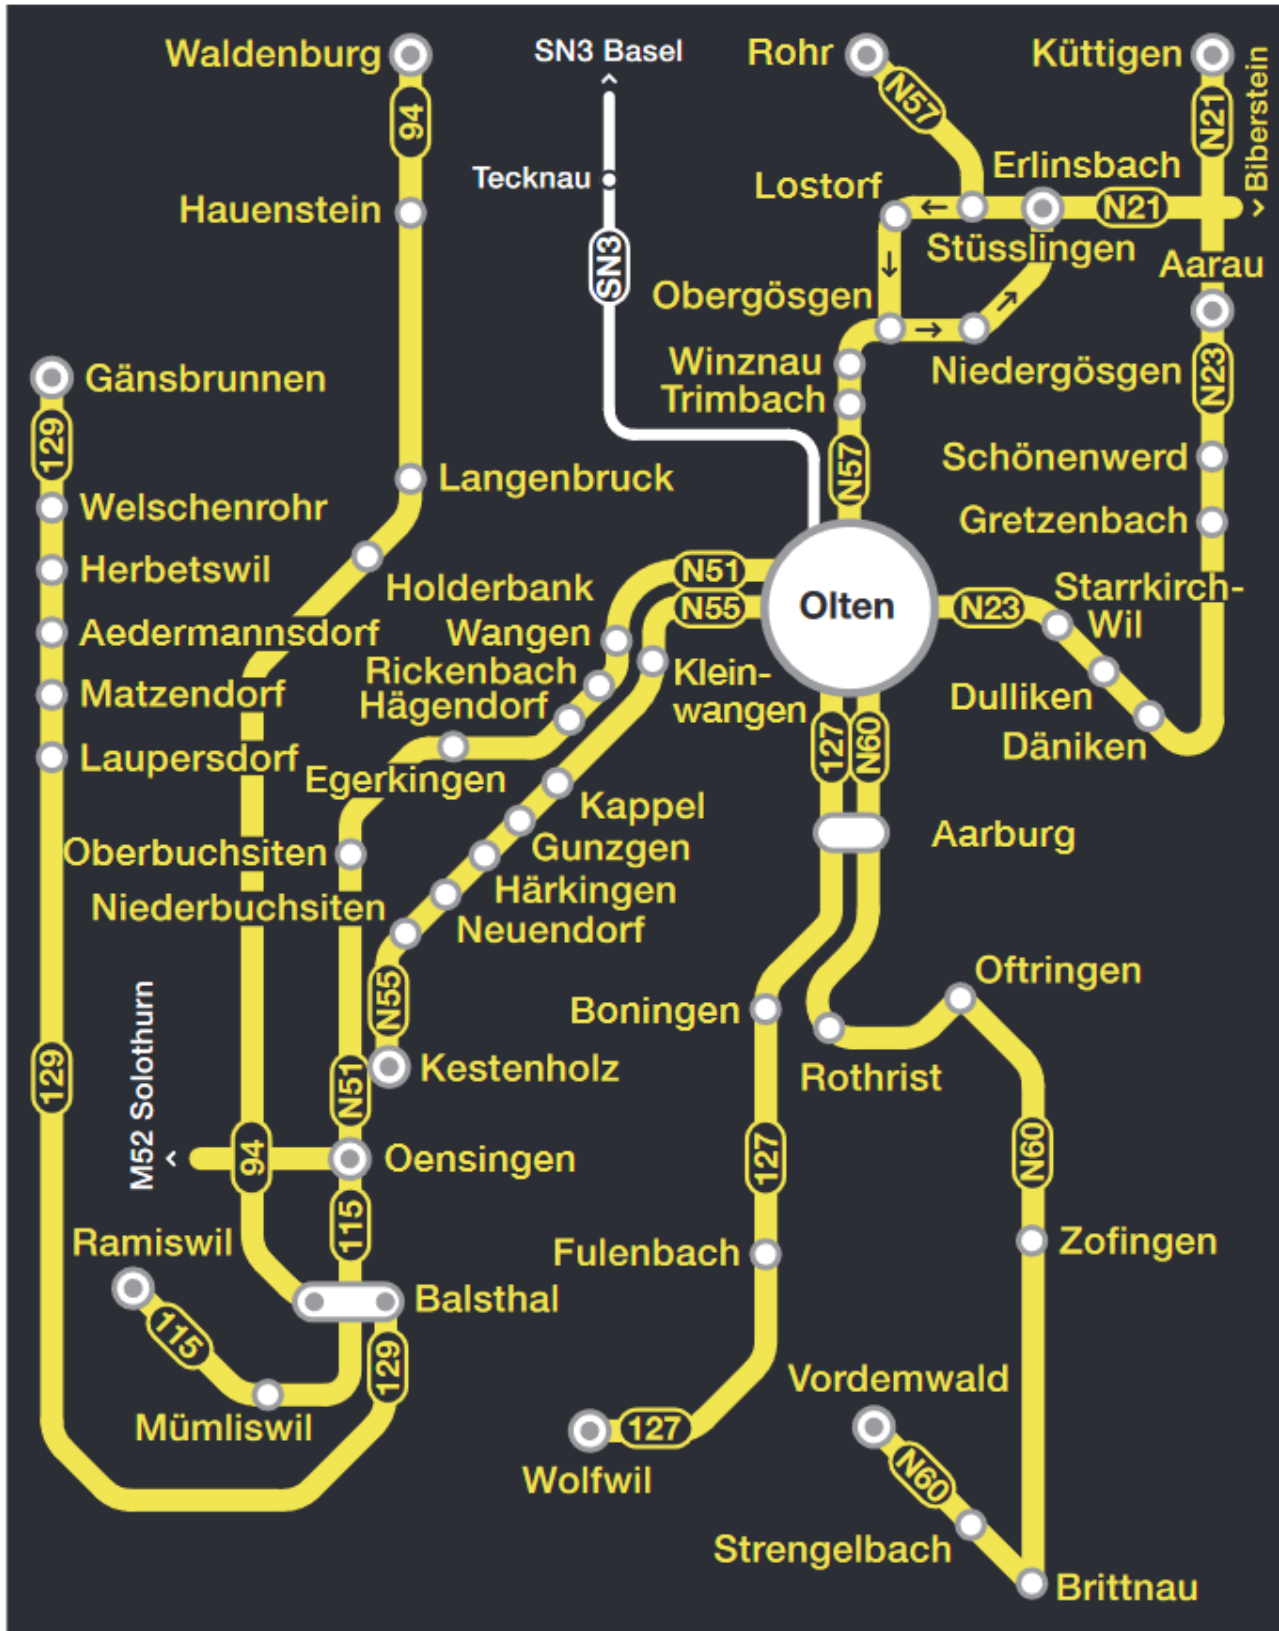 Waldenburg
SN3 Basel
Rohr
Küttigen
94
N57
N21
Biberstein
Erlinsbach
Tecknau
Lostorf
Hauenstein
N21
Stüsslingen
SN3
Aarau
Obergösgen
Winznau
Niedergösgen
Gänsbrunnen
N23
Trimbach
129
Schönenwerd
N57
Langenbruck
Welschenrohr
Gretzenbach
Herbetswil
N51
Holderbank
Starrkirch-
Wil
N55
Olten
N23
Aedermannsdorf
Wangen
Rickenbach
Klein-
wangen
Matzendorf
Hägendorf
Dulliken
Däniken
127
N60
Laupersdorf
Egerkingen
Kappel
Aarburg
Oberbuchsiten
Gunzgen
Härkingen
Niederbuchsiten
Neuendorf
Oftringen
N55
Boningen
M52 Solothurn
129
N51
Kestenholz
Rothrist
94
Oensingen
127
N60
115
Ramiswil
Fulenbach
Zofingen
Balsthal
115
129
Vordemwald
Mümliswil
127
Wolfwil
N60
Strengelbach
Brittnau